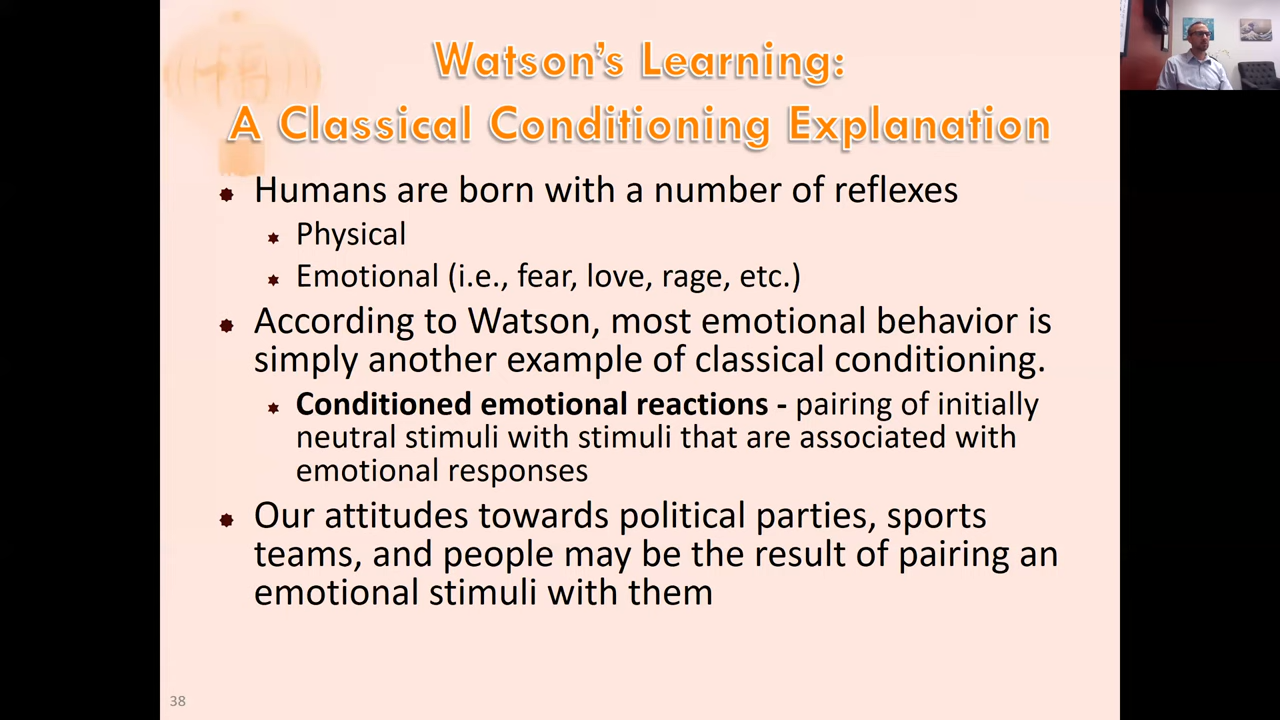 Watson's Learning:
A Classical Conditioning Explanation
Humans are born with a number of reflexes
Physical
Emotional (i.e., fear, love, rage, etc.)
According to Watson, most emotional behavior is
simply another example of classical conditioning.
Conditioned emotional reactions - pairing of initially
neutral stimuli with stimuli that are associated with
emotional responses
Our attitudes towards political parties, sports
teams, and people may be the result of pairing an
emotional stimuli with them
38